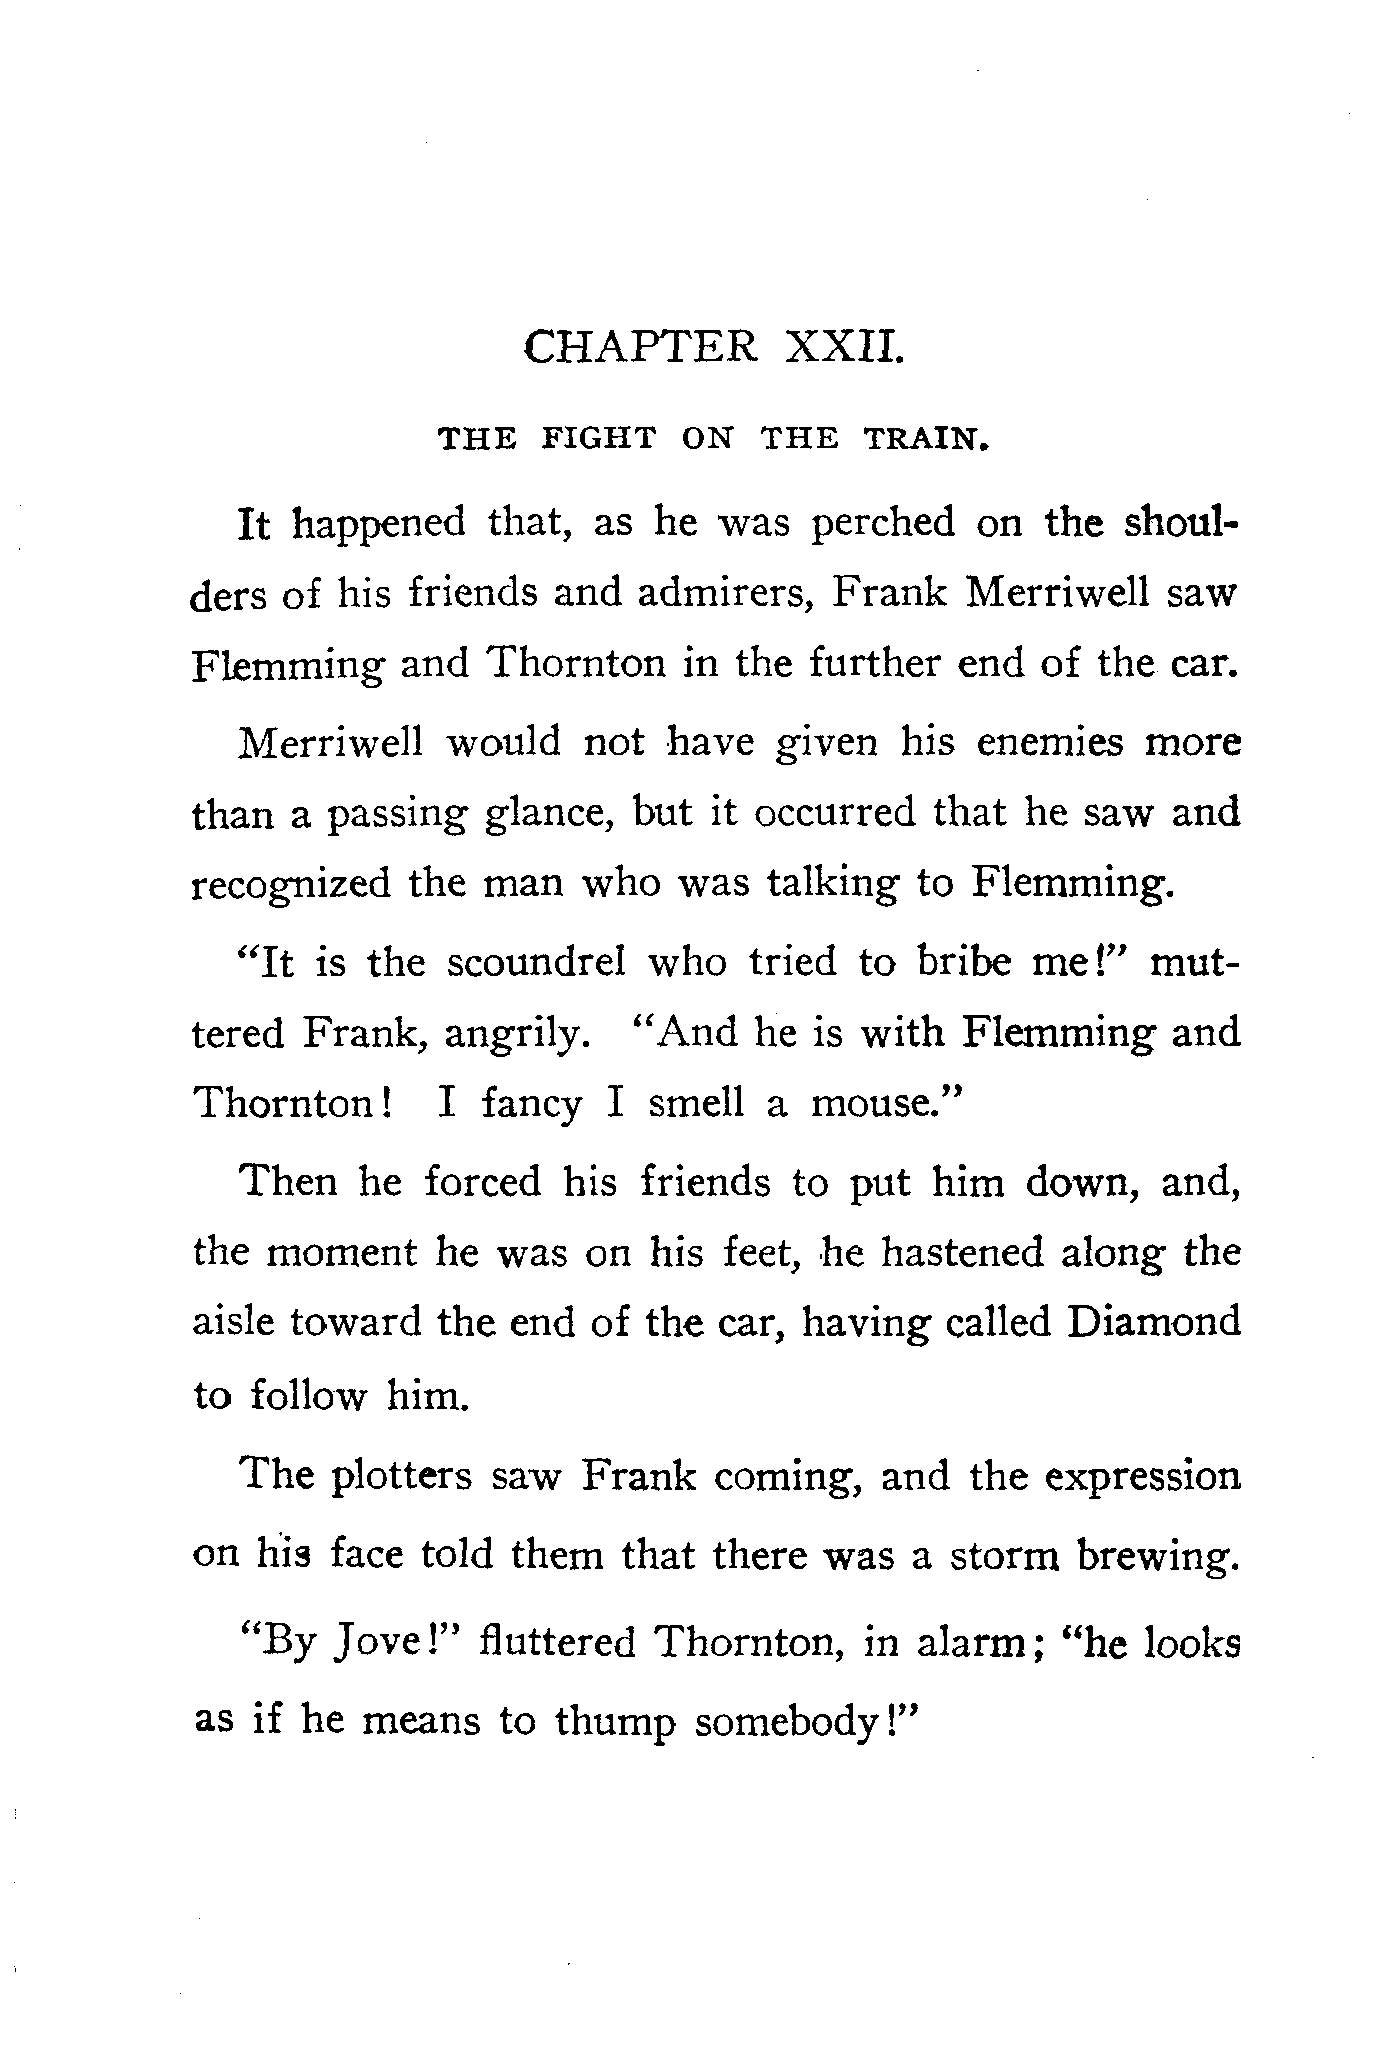 CHAPTER XXII.
THE FIGHT ON THE TRAIN.
It happened that, as he was perched on the shoul-
ders of his friends and admirers, Frank Merriwell saw
Flemming and Thornton in the further end of the car.
Merriwell would not have given his enemies more
than a passing glance, but it occurred that he saw and
recognized the man who was talking to Flemming.
"It is the scoundrel who tried to bribe me!" mut-
tered Frank, angrily. "And he is with Flemming and
Thornton! I fancy I smell a mouse."
Then he forced his friends to put him down, and,
the moment he was on his feet, he hastened along the
aisle toward the end of the car, having called Diamond
to follow him.
The plotters saw Frank coming, and the expression
on his face told them that there was a storm brewing.
"By Jove!" fluttered Thornton, in alarm; "he looks
as if he means to thump somebody!"